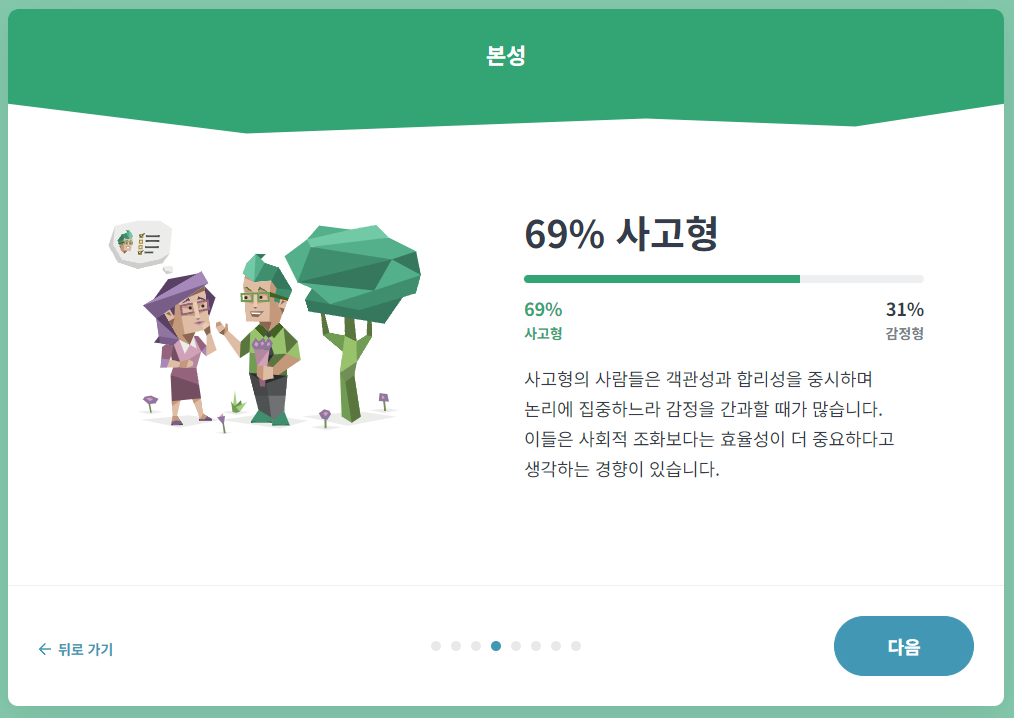 본성
69% 사고형
69% 31%
사고형 감정형
사고형의 사람들은 객관성과 합리성을 중시하며
논리에 집중하느라 감정을 간과할 때가 많습니다.
이들은 사회적 조화보다는 효율성이 더 중요하다고
생각하는 경향이 있습니다.
뒤로 가기
다음